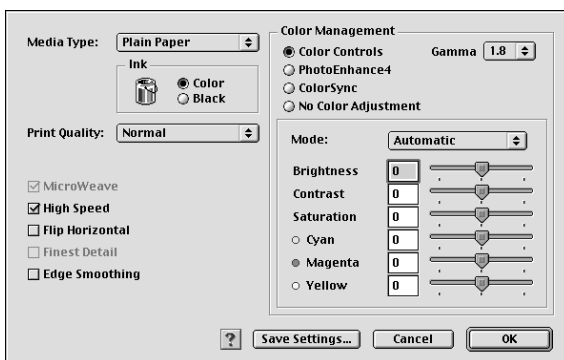 Media Type: Plain Paper
Ink
Color
Black
Print Quality: Normal
MicroWeave
High Speed
Flip Horizontal
Finest Detail
Edge Smoothing
Color Management
Color Controls Gamma 1.8
PhotoEnhance4
ColorSync
No Color Adjustment
Mode: Automatic
Brightness 0
Contrast 0
Saturation 0
Cyan 0
Magenta 0
Yellow 0
? Save Settings... Cancel OK